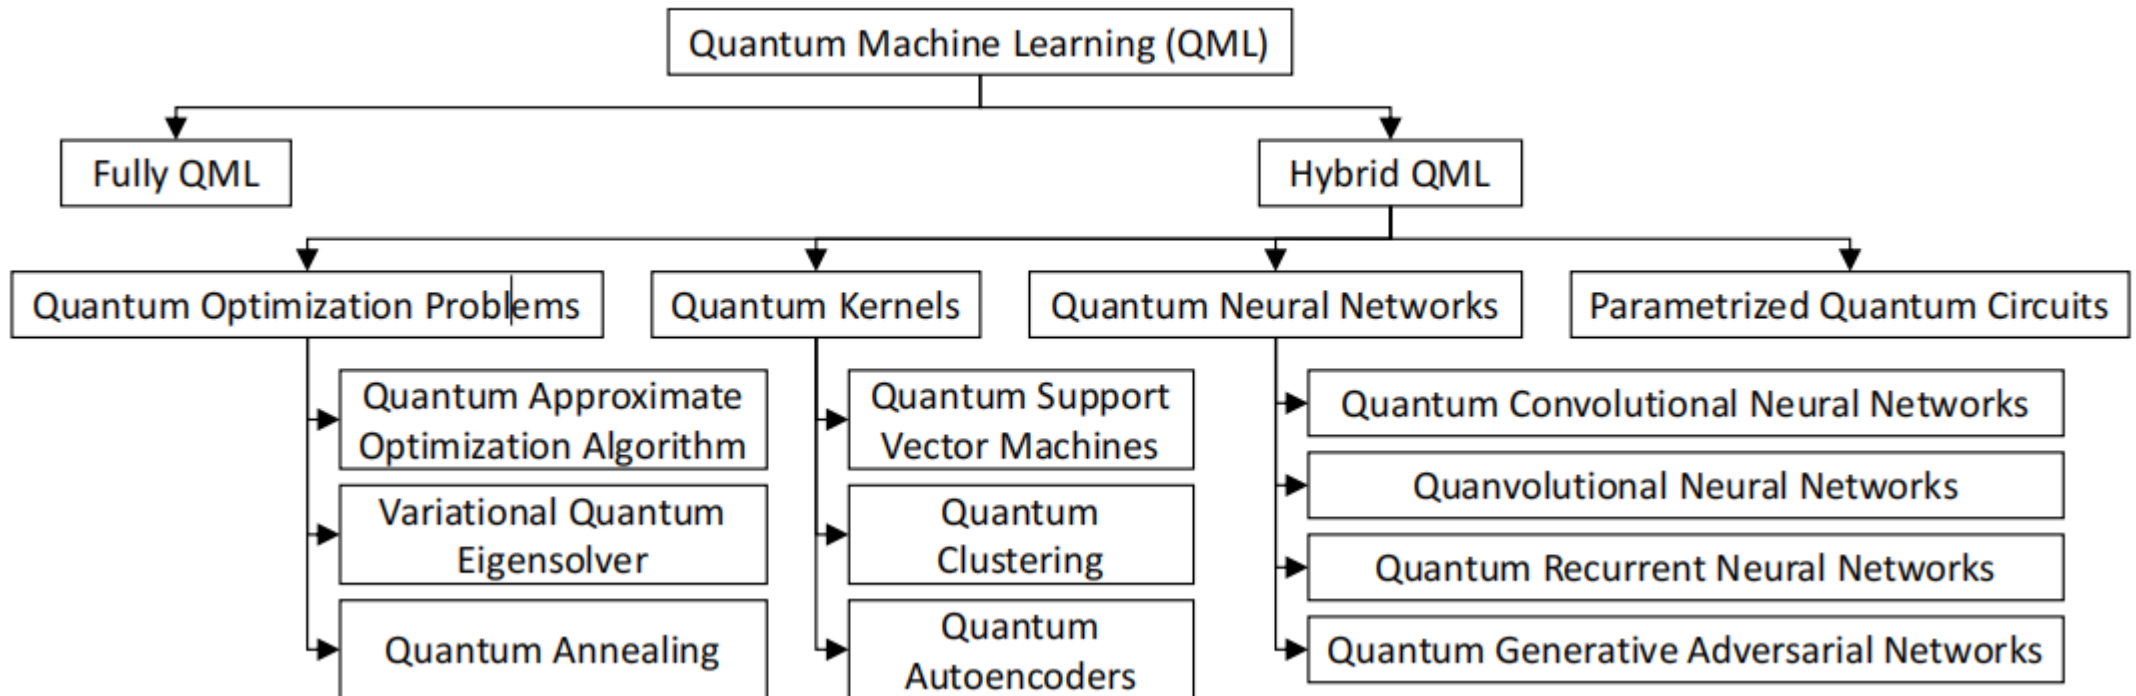 Quantum Machine Learning (QML)
Fully QML
Hybrid QML
Quantum Optimization Problems
Quantum Kernels
Quantum Neural Networks
Parametrized Quantum Circuits
Quantum Approximate
Optimization Algorithm
Variational Quantum
Eigensolver
Quantum Annealing
Quantum Support
Vector Machines
Quantum
Clustering
Quantum
Autoencoders
Quantum Convolutional Neural Networks
Quanvolutional Neural Networks
Quantum Recurrent Neural Networks
Quantum Generative Adversarial Networks